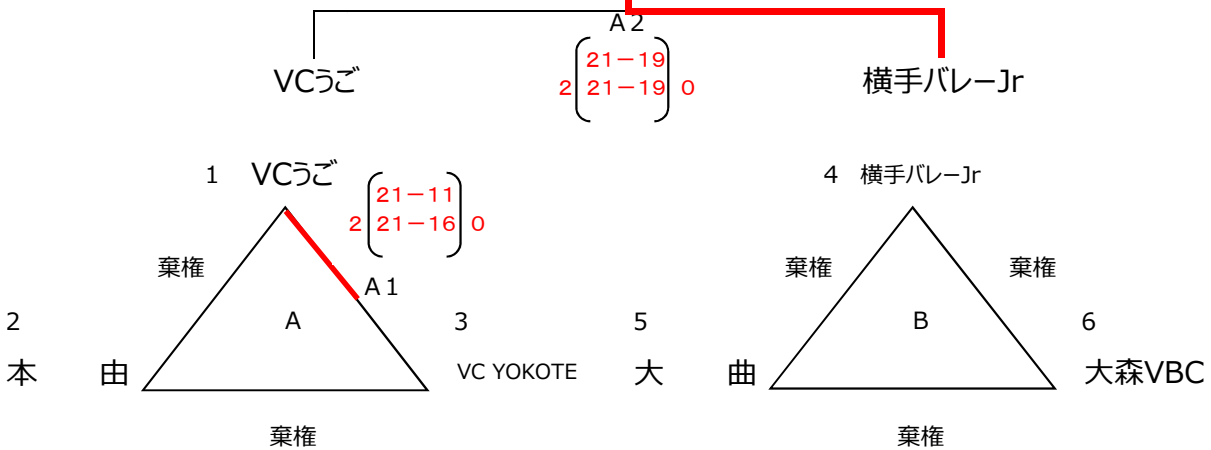 A2
VCうご
21－19
2 21－19 0
横手バレーJr
1 VCうご
21－11
2 21－16 0
4 横手バレーJr
棄権
A1
棄権
棄権
A
B
2
3
5
6
本 由
VC YOKOTE
大 曲
大森VBC
棄権
棄権